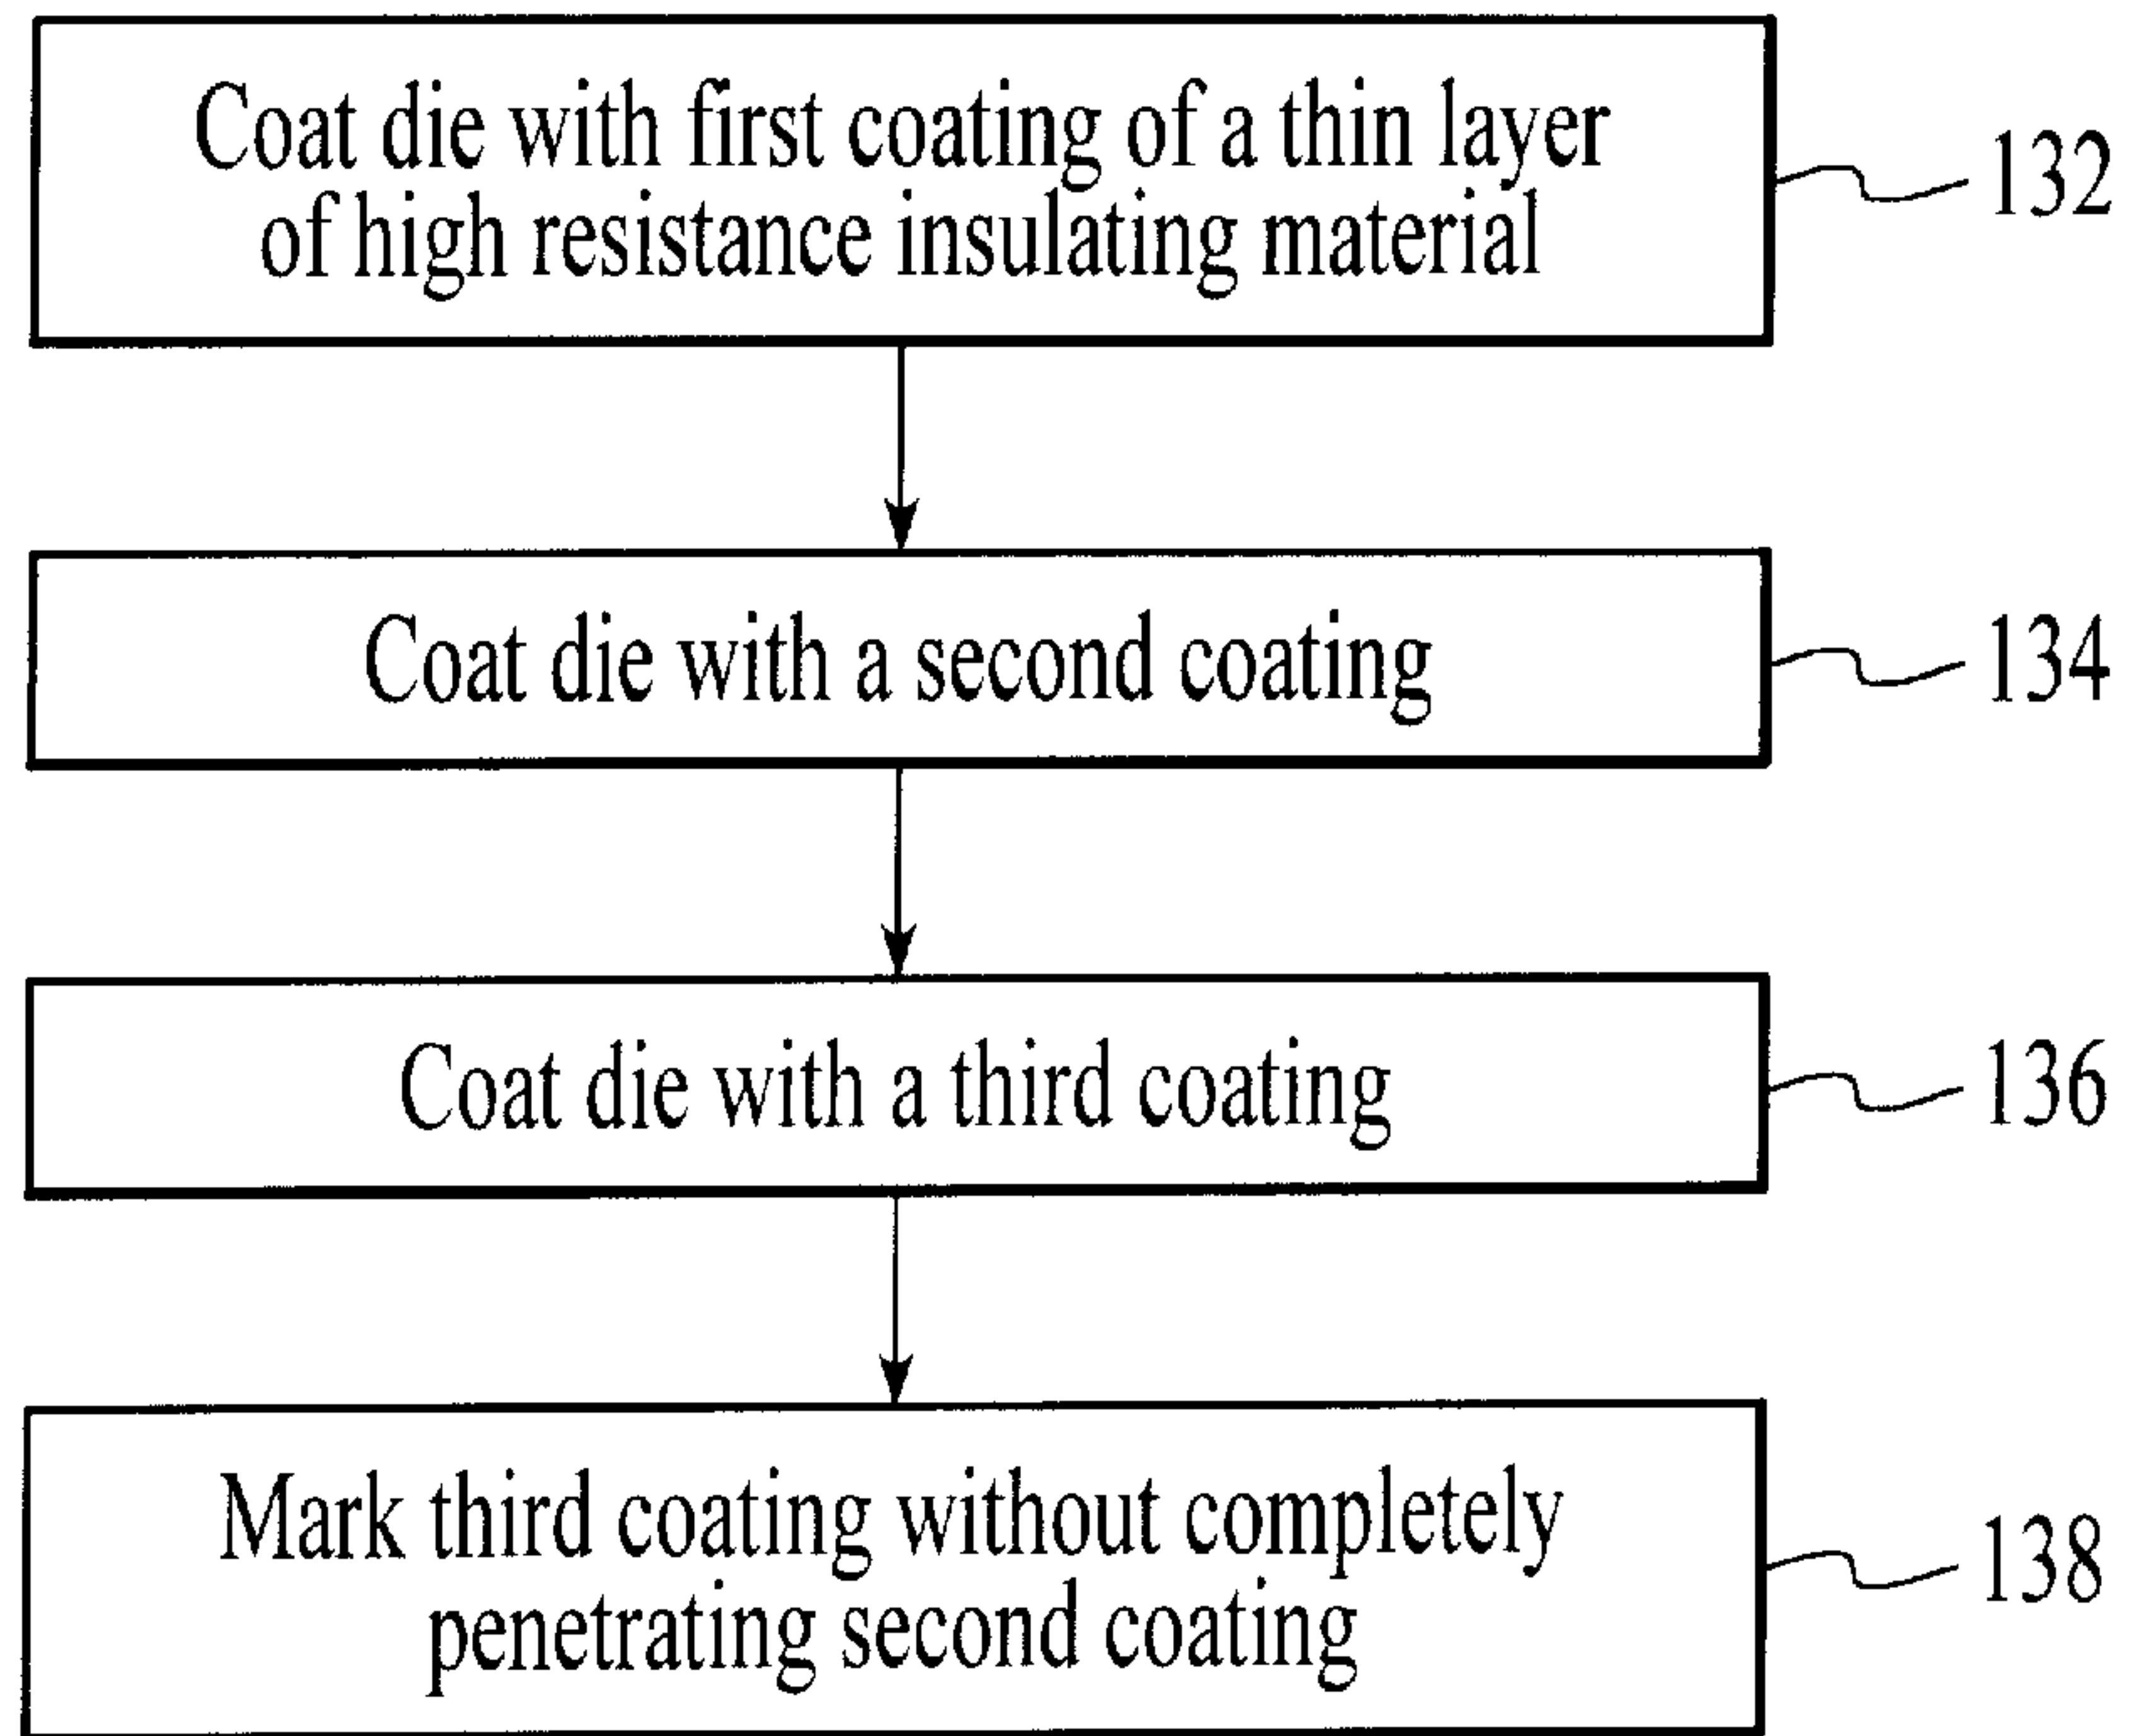 Coat die with first coating of a thin layer
of high resistance insulating material
132
Coat die with a second coating
134
Coat die with a third coating
136
Mark third coating without completely
penetrating second coating
138